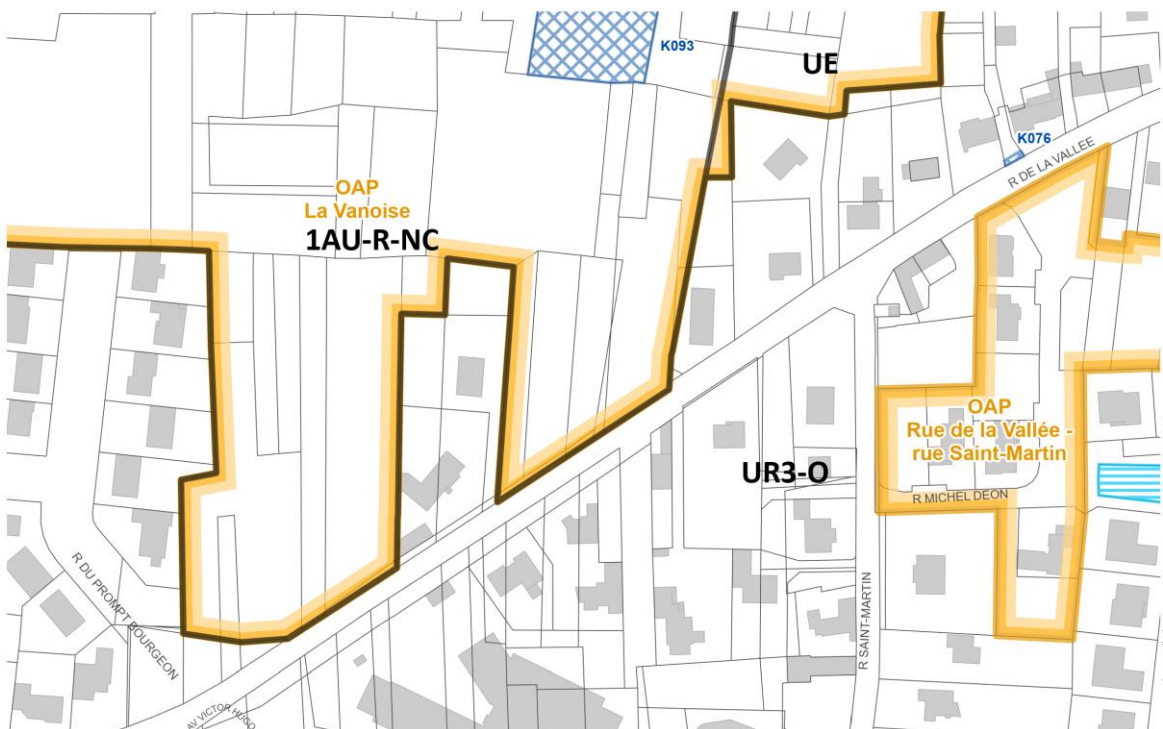 K093
UE
K076
R DE LA VALLEE
OAP
La Vanoise
1AU-R-NC
OAP
Rue de la Vallée -
rue Saint-Martin
UR3-O
R MICHEL DEON
R DU PROMPT BOURGEON
R SAINT-MARTIN
AV VICTOR HUGO